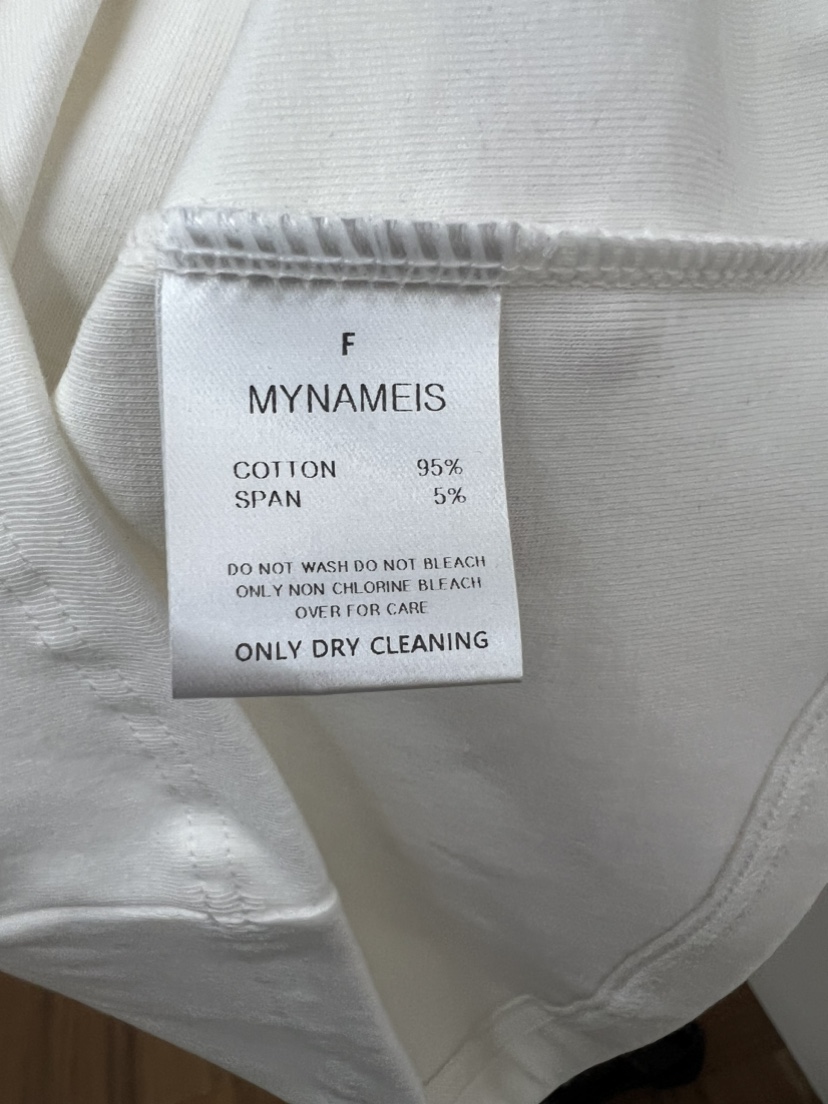 F
MYNAMEIS
COTTON 95%
SPAN 5%
DO NOT WASH DO NOT BLEACH
ONLY NON CHLORINE BLEACH
OVER FOR CARE
ONLY DRY CLEANING